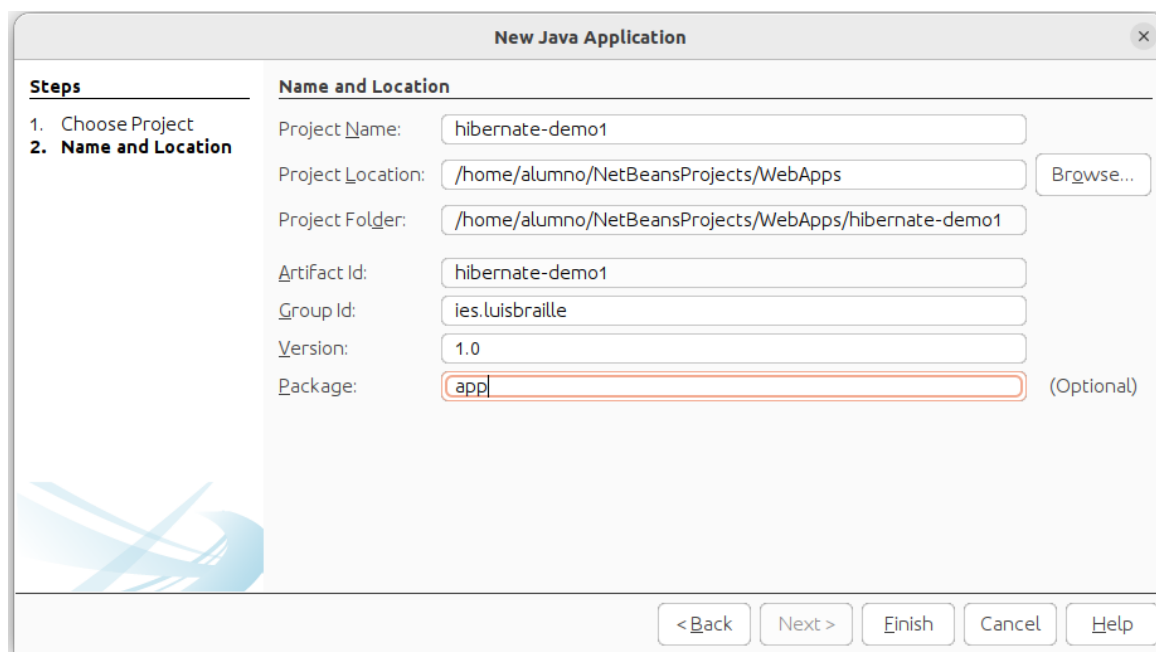 New Java Application
Steps
1. Choose Project
2. Name and Location
Name and Location
Project Name: hibernate-demo1
Project Location: /home/alumno/NetBeansProjects/WebApps Browse...
Project Folder: /home/alumno/NetBeansProjects/WebApps/hibernate-demo1
Artifact Id: hibernate-demo1
Group Id: ies.luisbraille
Version: 1.0
Package: app (Optional)
< Back Next > Finish Cancel Help